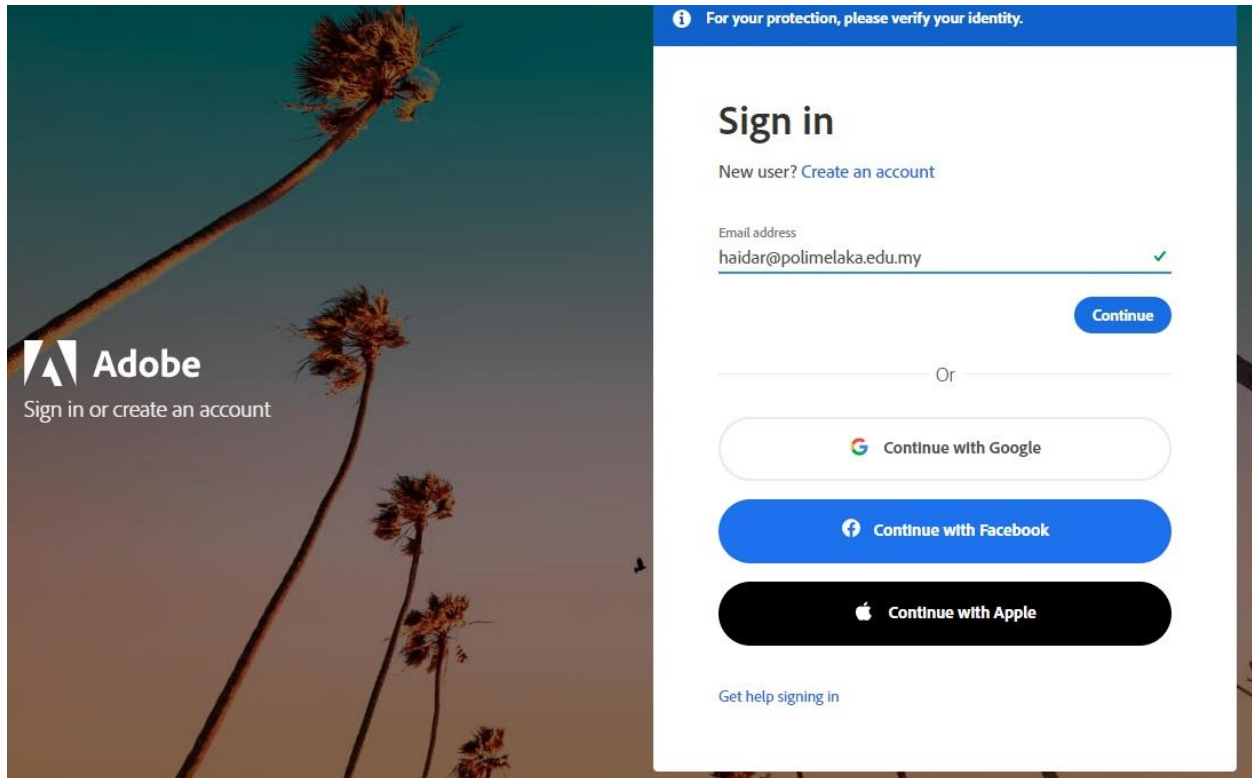 For your protection, please verify your identity.
Sign in
New user? Create an account
Email address
haidar@polimelaka.edu.my
Continue
Or
Continue with Google
Continue with Facebook
Continue with Apple
Get help signing in
Adobe
Sign in or create an account